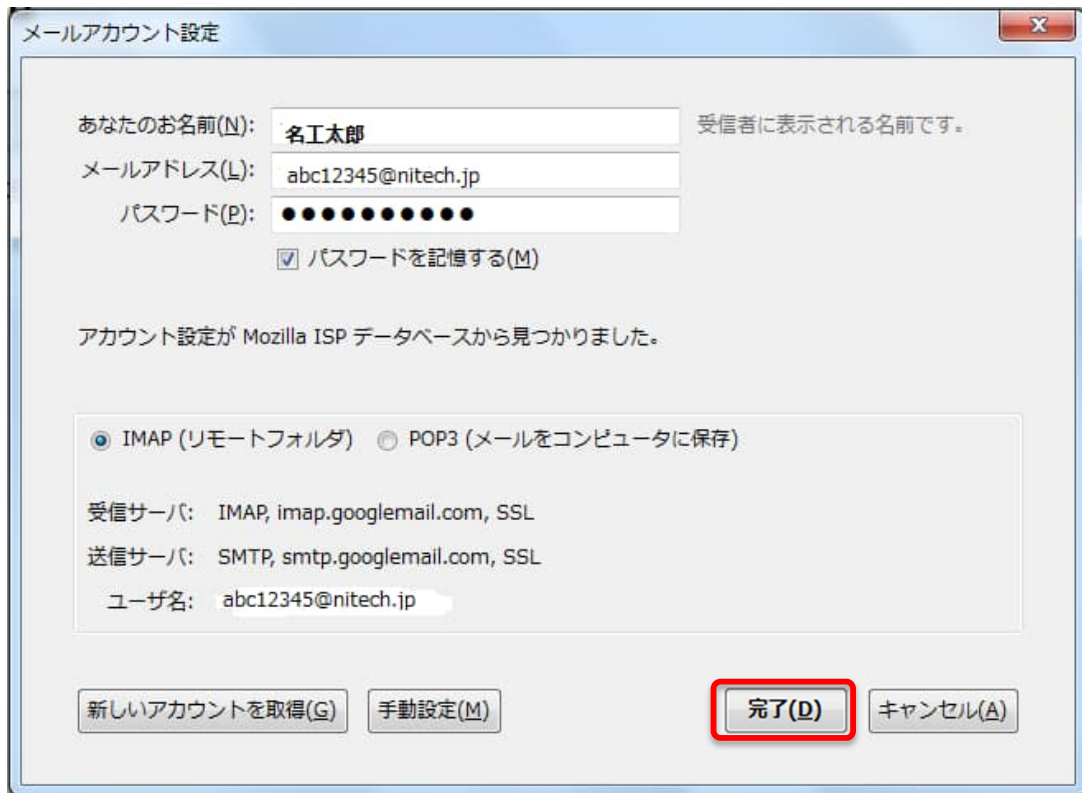 メールアカウント設定
あなたのお名前(N): 名工太郎 受信者に表示される名前です。
メールアドレス(L): abc12345@nitech.jp
パスワード(P): ●●●●●●●●●●
パスワードを記憶する(M)
アカウント設定が Mozilla ISP データベースから見つかりました。
IMAP (リモートフォルダ) POP3 (メールをコンピュータに保存)
受信サーバ: IMAP, imap.googlemail.com, SSL
送信サーバ: SMTP, smtp.googlemail.com, SSL
ユーザ名: abc12345@nitech.jp
新しいアカウントを取得(G) 手動設定(M) 完了(D) キャンセル(A)